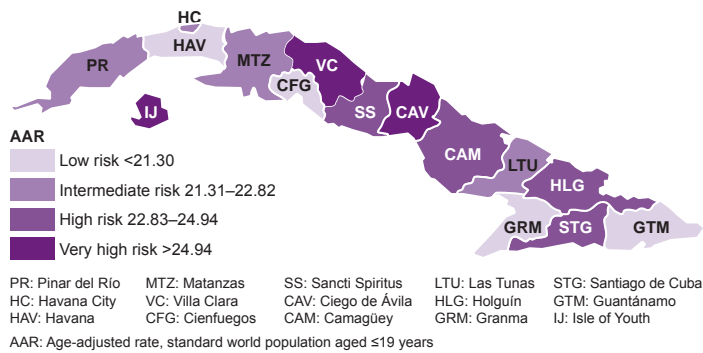 HC
HAV
PR
MTZ
VC
CFG
IJ
SS
CAV
CAM
LTU
HLG
GRM
STG
GTM
AAR
Low risk <21.30
Intermediate risk 21.31–22.82
High risk 22.83–24.94
Very high risk >24.94
PR: Pinar del Río MTZ: Matanzas SS: Sancti Spiritus LTU: Las Tunas STG: Santiago de Cuba
HC: Havana City VC: Villa Clara CAV: Ciego de Ávila HLG: Holguín GTM: Guantánamo
HAV: Havana CFG: Cienfuegos CAM: Camagüey GRM: Granma IJ: Isle of Youth
AAR: Age-adjusted rate, standard world population aged ≤19 years